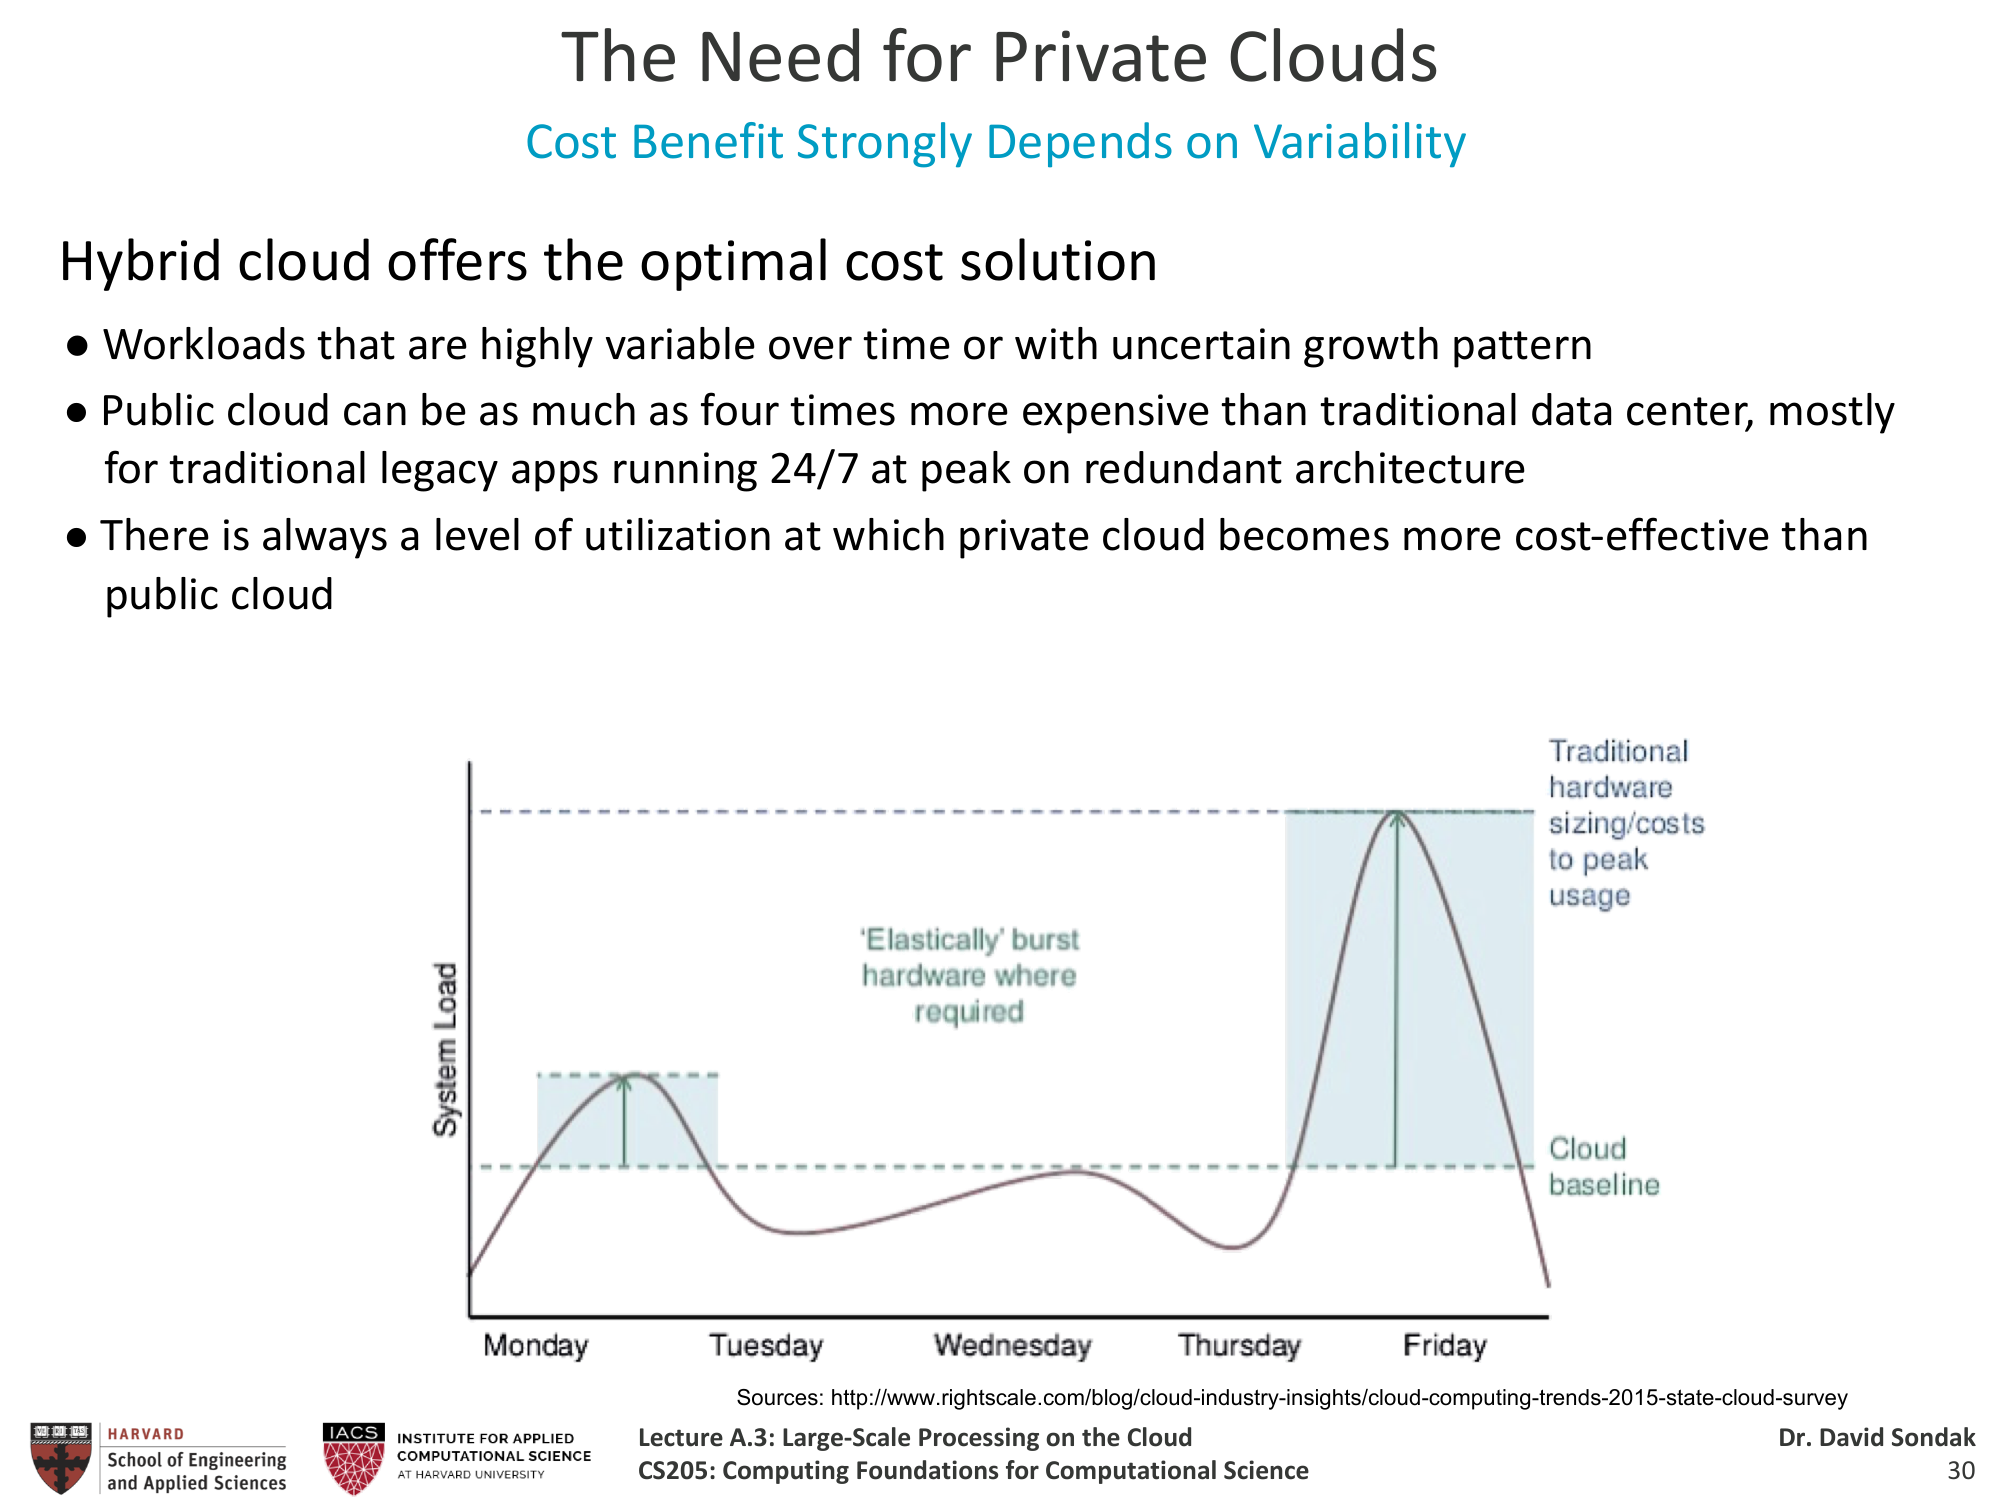 The Need for Private Clouds
Cost Benefit Strongly Depends on Variability
Hybrid cloud offers the optimal cost solution
● Workloads that are highly variable over time or with uncertain growth pattern
● Public cloud can be as much as four times more expensive than traditional data center, mostly
for traditional legacy apps running 24/7 at peak on redundant architecture
● There is always a level of utilization at which private cloud becomes more cost-effective than
public cloud
Traditional
hardware
sizing/costs
to peak
usage
'Elastically' burst
hardware where
required
System Load
Cloud
baseline
Monday Tuesday Wednesday Thursday Friday
Sources: http://www.rightscale.com/blog/cloud-industry-insights/cloud-computing-trends-2015-state-cloud-survey
HARVARD
School of Engineering
and Applied Sciences
IACS
INSTITUTE FOR APPLIED
COMPUTATIONAL SCIENCE
AT HARVARD UNIVERSITY
Lecture A.3: Large-Scale Processing on the Cloud
CS205: Computing Foundations for Computational Science
Dr. David Sondak
30